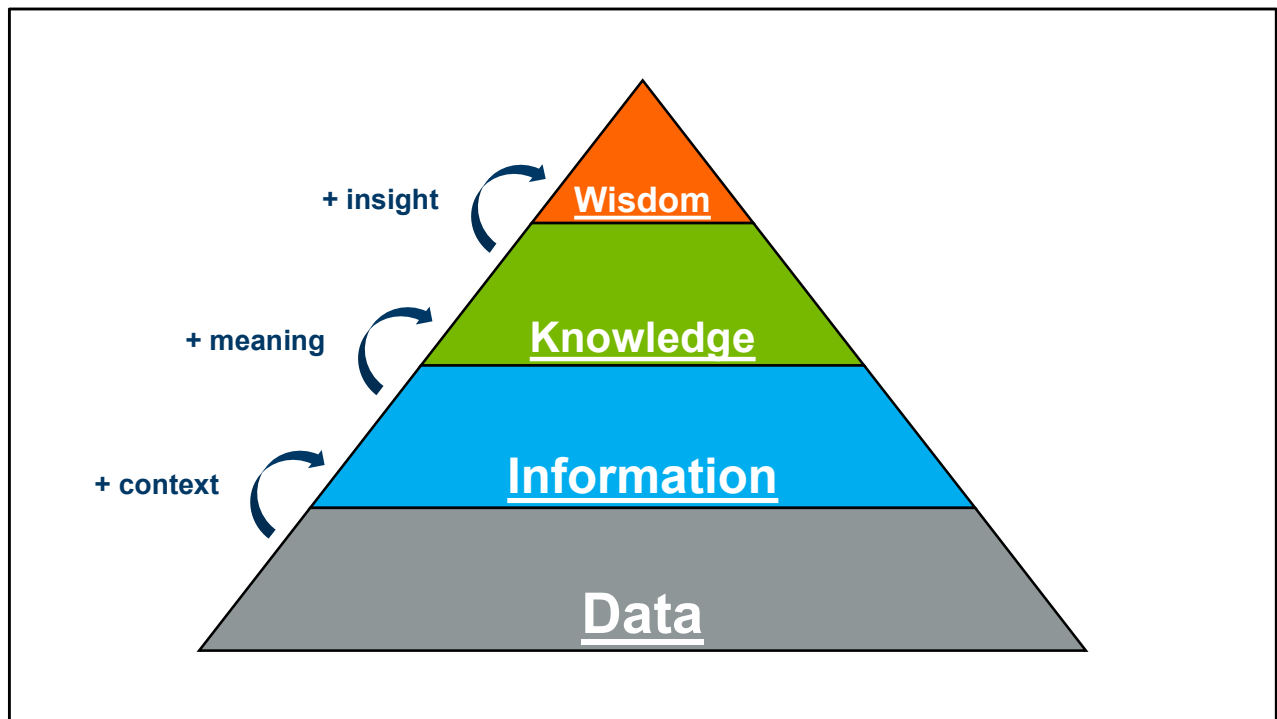 + insight
Wisdom
+ meaning
Knowledge
+ context
Information
Data